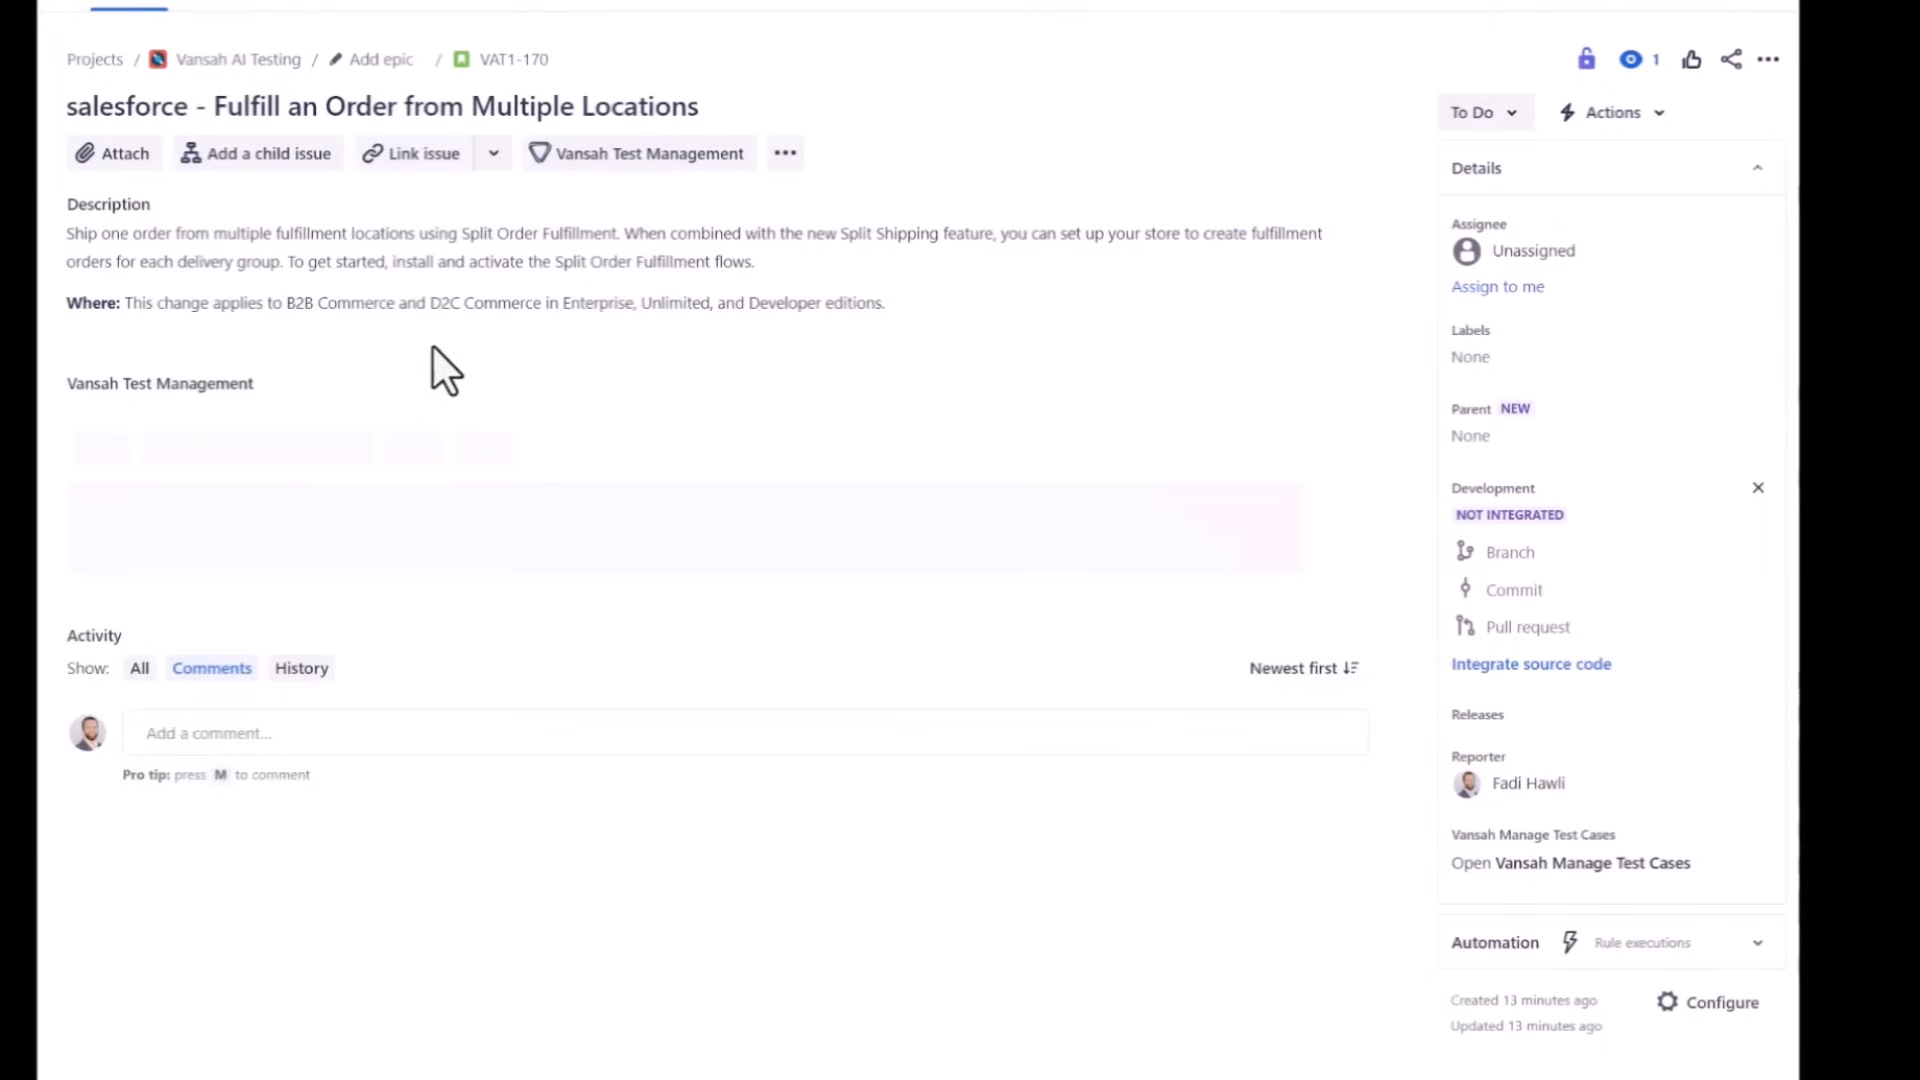 Projects / Vansah AI Testing / Add epic / VAT1-170
1
salesforce - Fulfill an Order from Multiple Locations
To Do
Actions
Attach
Add a child issue
Link issue
Vansah Test Management
Description
Ship one order from multiple fulfillment locations using Split Order Fulfillment. When combined with the new Split Shipping feature, you can set up your store to create fulfillment
orders for each delivery group. To get started, install and activate the Split Order Fulfillment flows.
Where: This change applies to B2B Commerce and D2C Commerce in Enterprise, Unlimited, and Developer editions.
Vansah Test Management
Activity
Show: All Comments History
Newest first
Add a comment...
Pro tip: press M to comment
Details
Assignee
Unassigned
Assign to me
Labels
None
Parent NEW
None
Development
NOT INTEGRATED
Branch
Commit
Pull request
Integrate source code
Releases
Reporter
Fadi Hawli
Vansah Manage Test Cases
Open Vansah Manage Test Cases
Automation Rule executions
Created 13 minutes ago
Configure
Updated 13 minutes ago